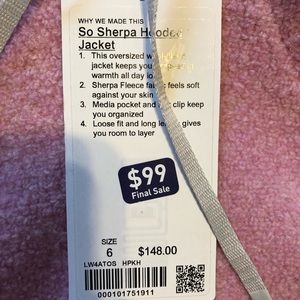 WHY WE MADE THIS
So Sherpa Hooded
Jacket
1. This oversized
jacket keeps you
warmth all day lo
2. Sherpa Fleece fabric feels soft
against your skin
3. Media pocket and clip keep
you organized
4. Loose fit and long gives
you room to layer
$99
Final Sale
SIZE
6
$148.00
LW4ATOS HPKH
000101751911